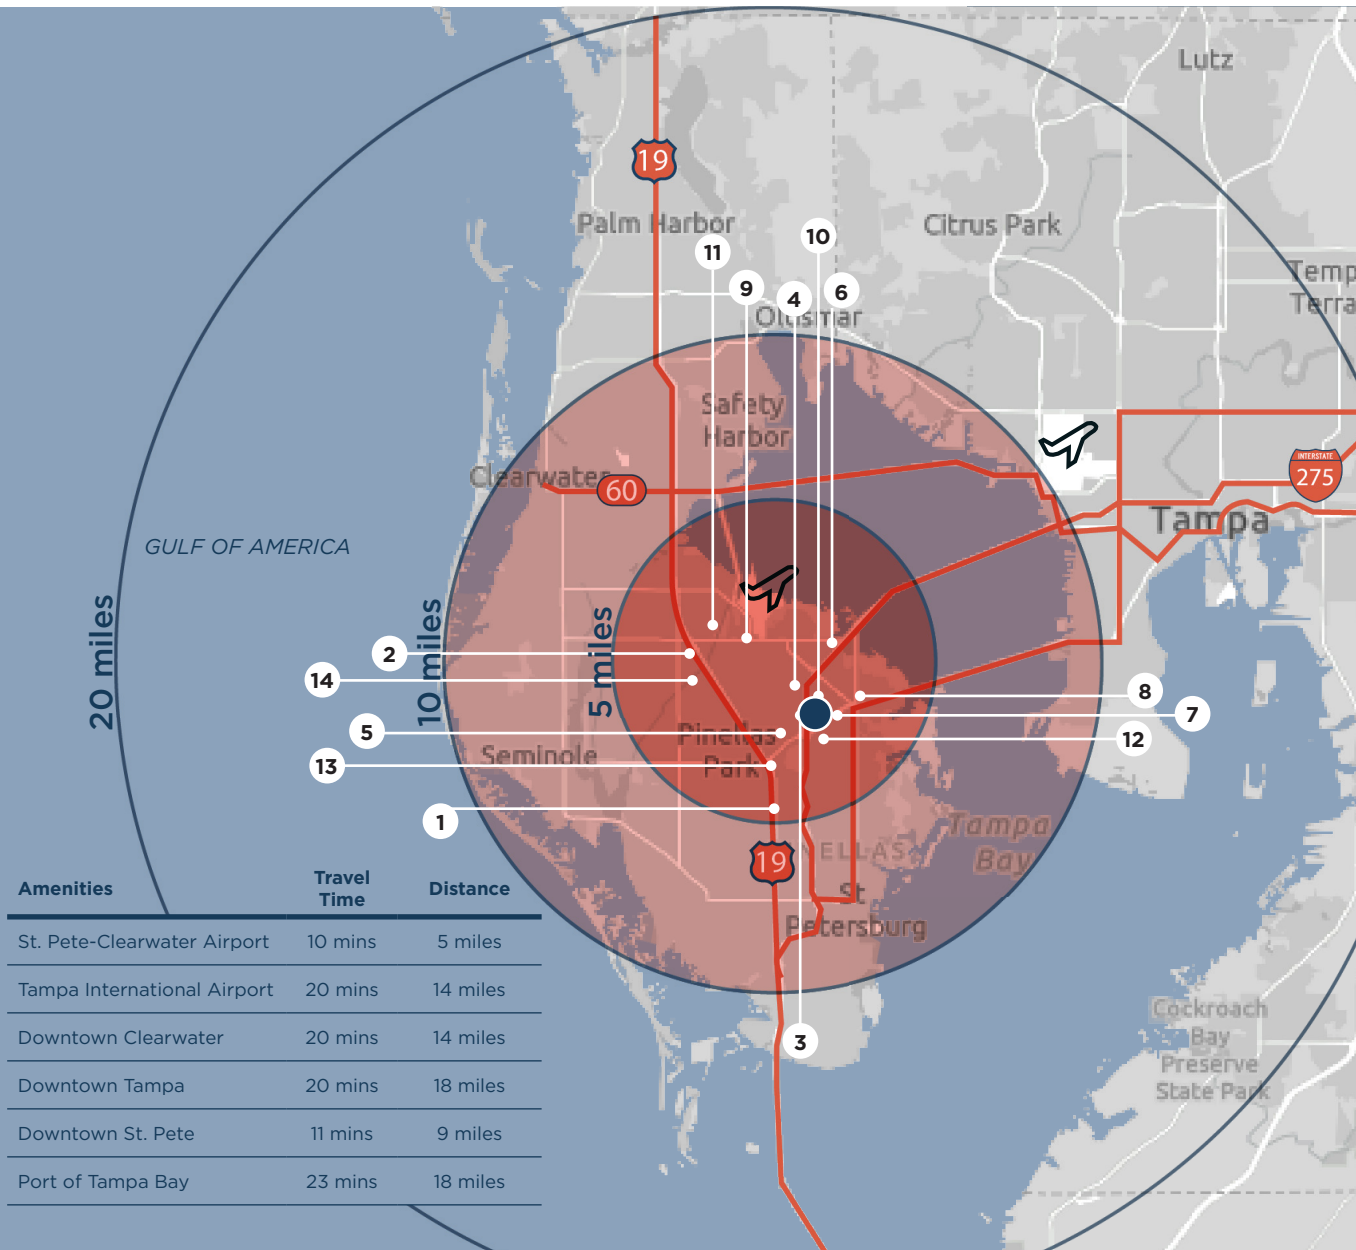 Lutz
19
Palm Harbor
Citrus Park
10
11
Temp
Terra
9
4
6
Oldsmar
Safety
Harbor
Clearwater
60
INTERSTATE
275
Tampa
GULF OF AMERICA
20 miles
10 miles
5 miles
2
14
8
7
5
12
Pinellas
Park
Seminole
13
1
Tampa
Bay
19
ELLAS
St
Petersburg
3
Cockroach
Bay
Preserve
State Park
Amenities Travel Time Distance
St. Pete-Clearwater Airport 10 mins 5 miles
Tampa International Airport 20 mins 14 miles
Downtown Clearwater 20 mins 14 miles
Downtown Tampa 20 mins 18 miles
Downtown St. Pete 11 mins 9 miles
Port of Tampa Bay 23 mins 18 miles